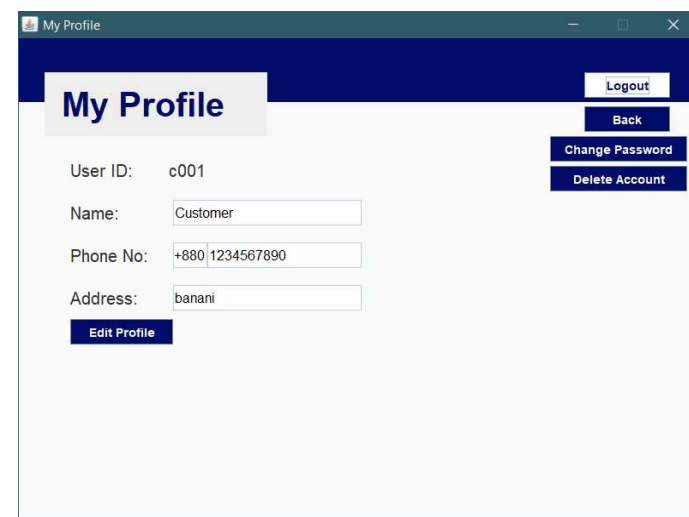 My Profile
Logout
My Profile
Back
Change Password
User ID: c001
Delete Account
Name: Customer
Phone No: +880 1234567890
Address: banani
Edit Profile